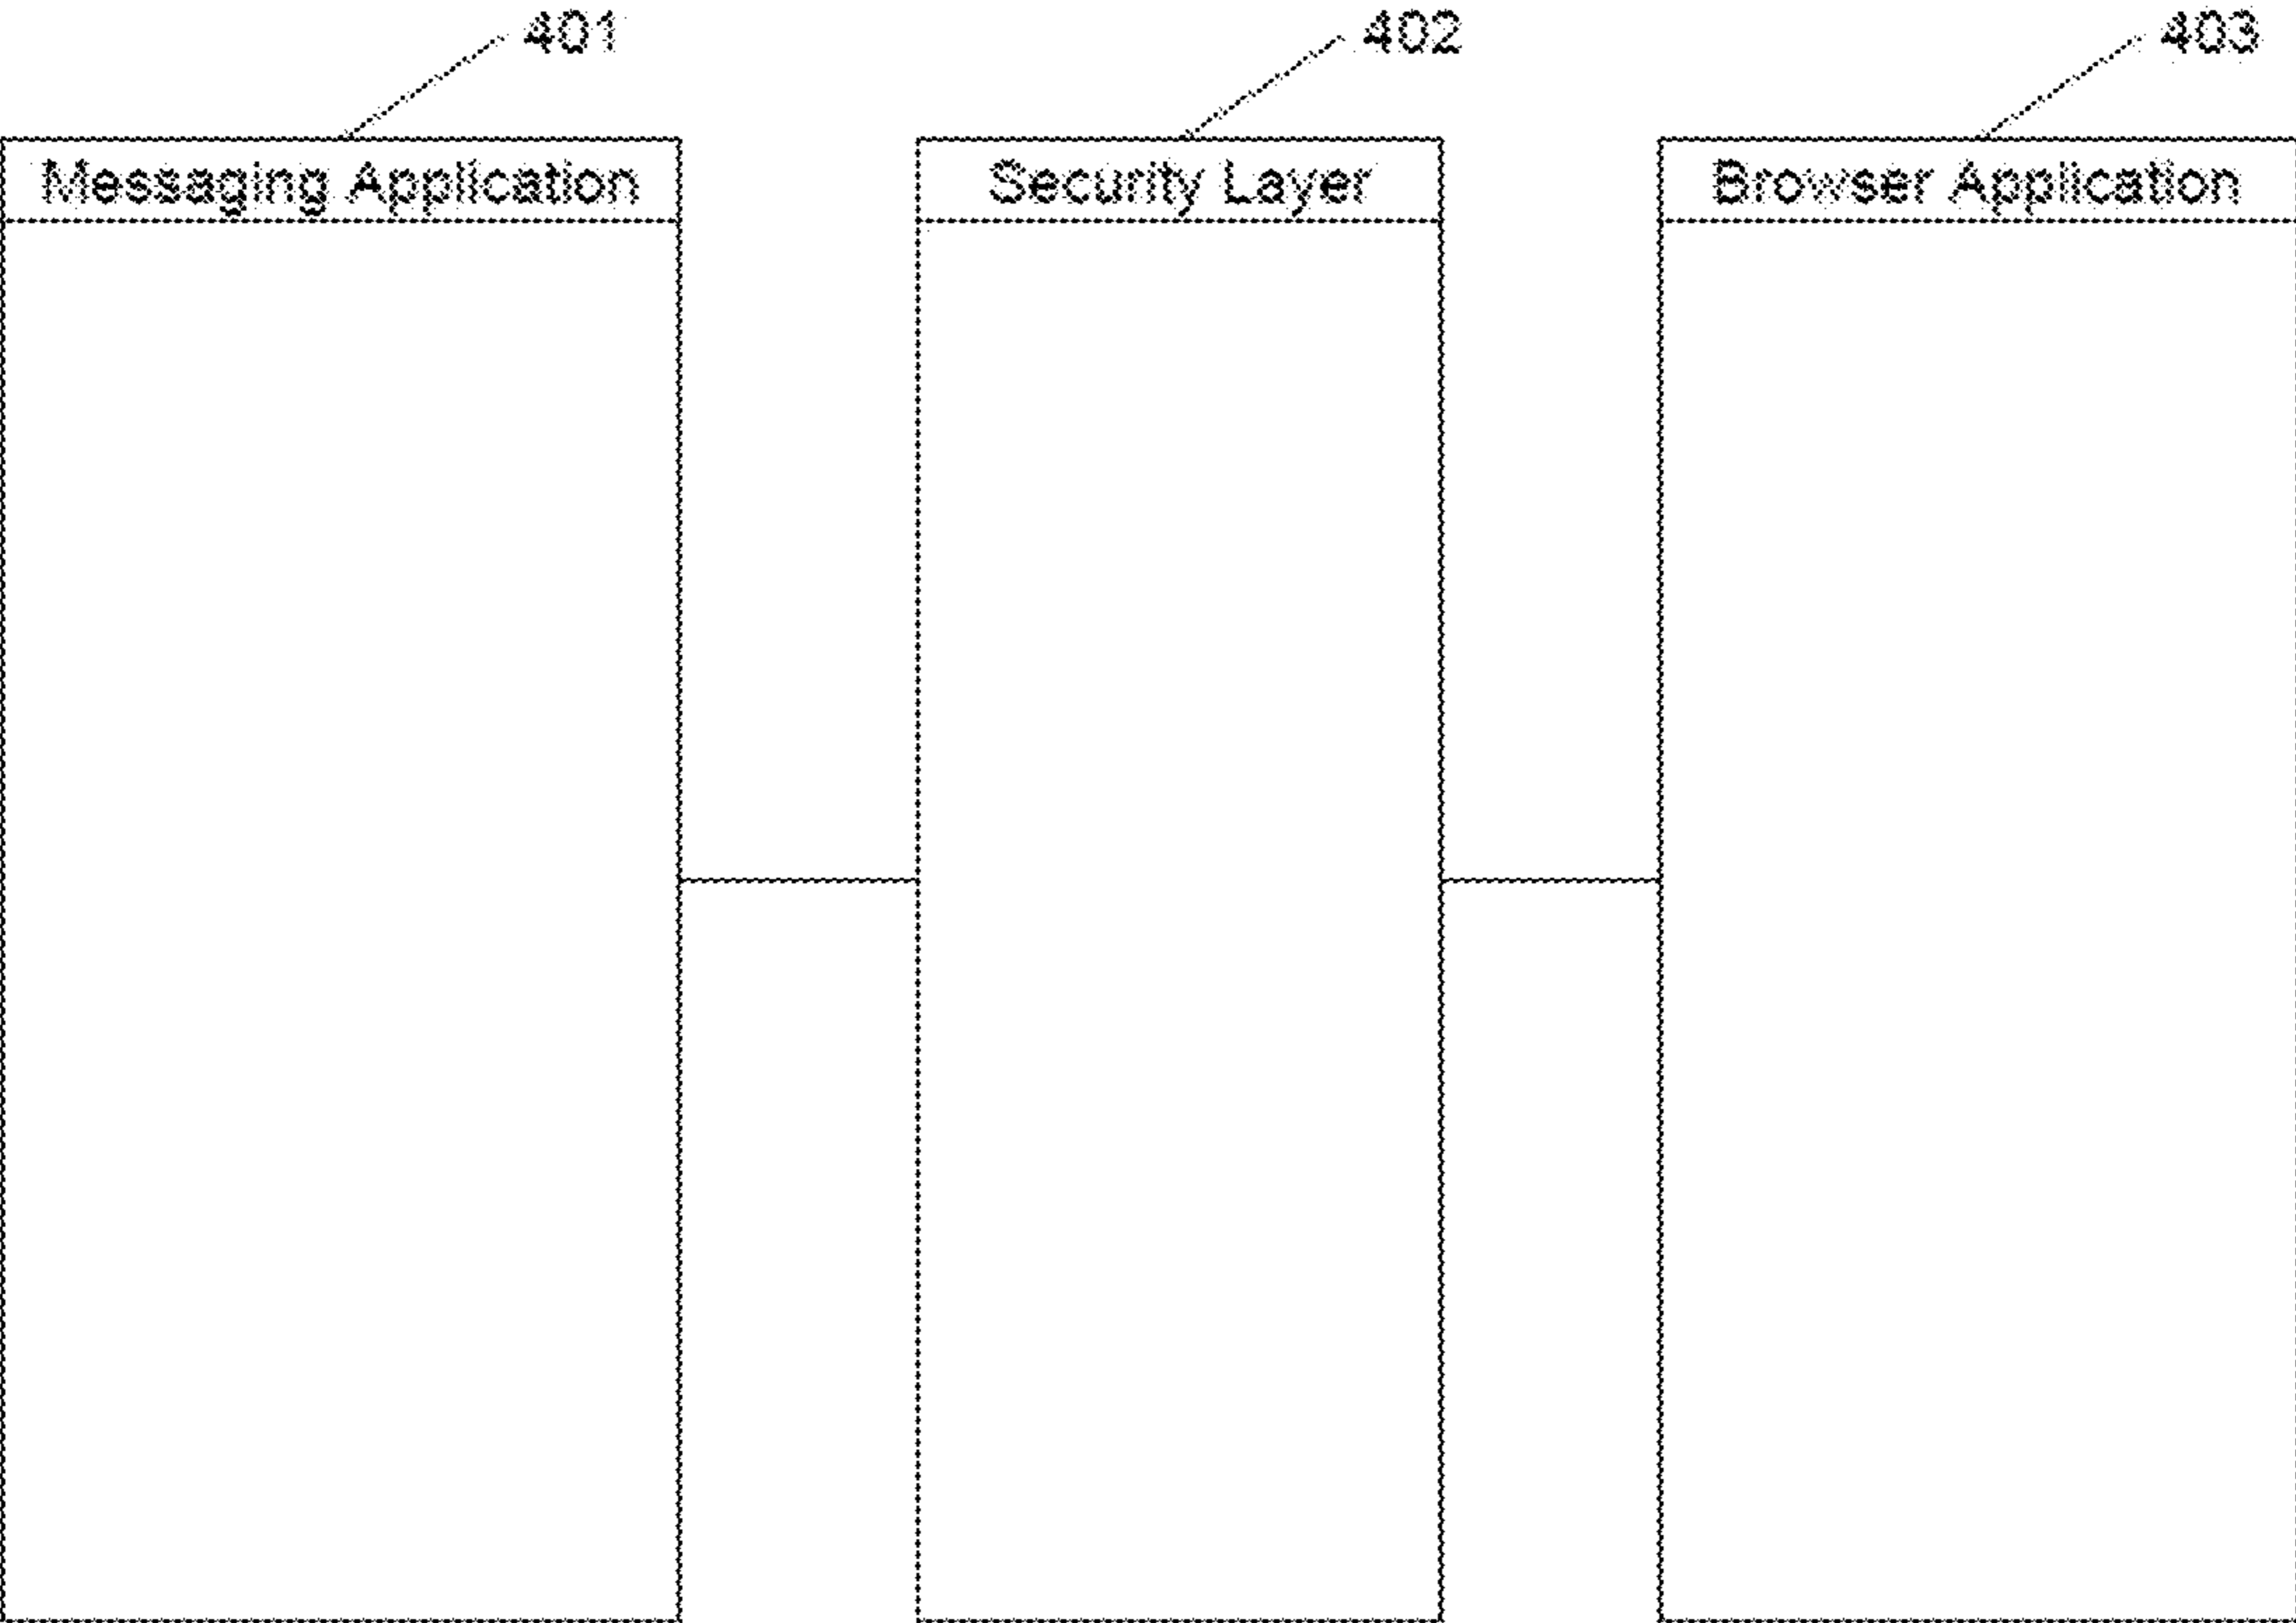 401
402
403
Messaging Application
Security Layer
Browser Application